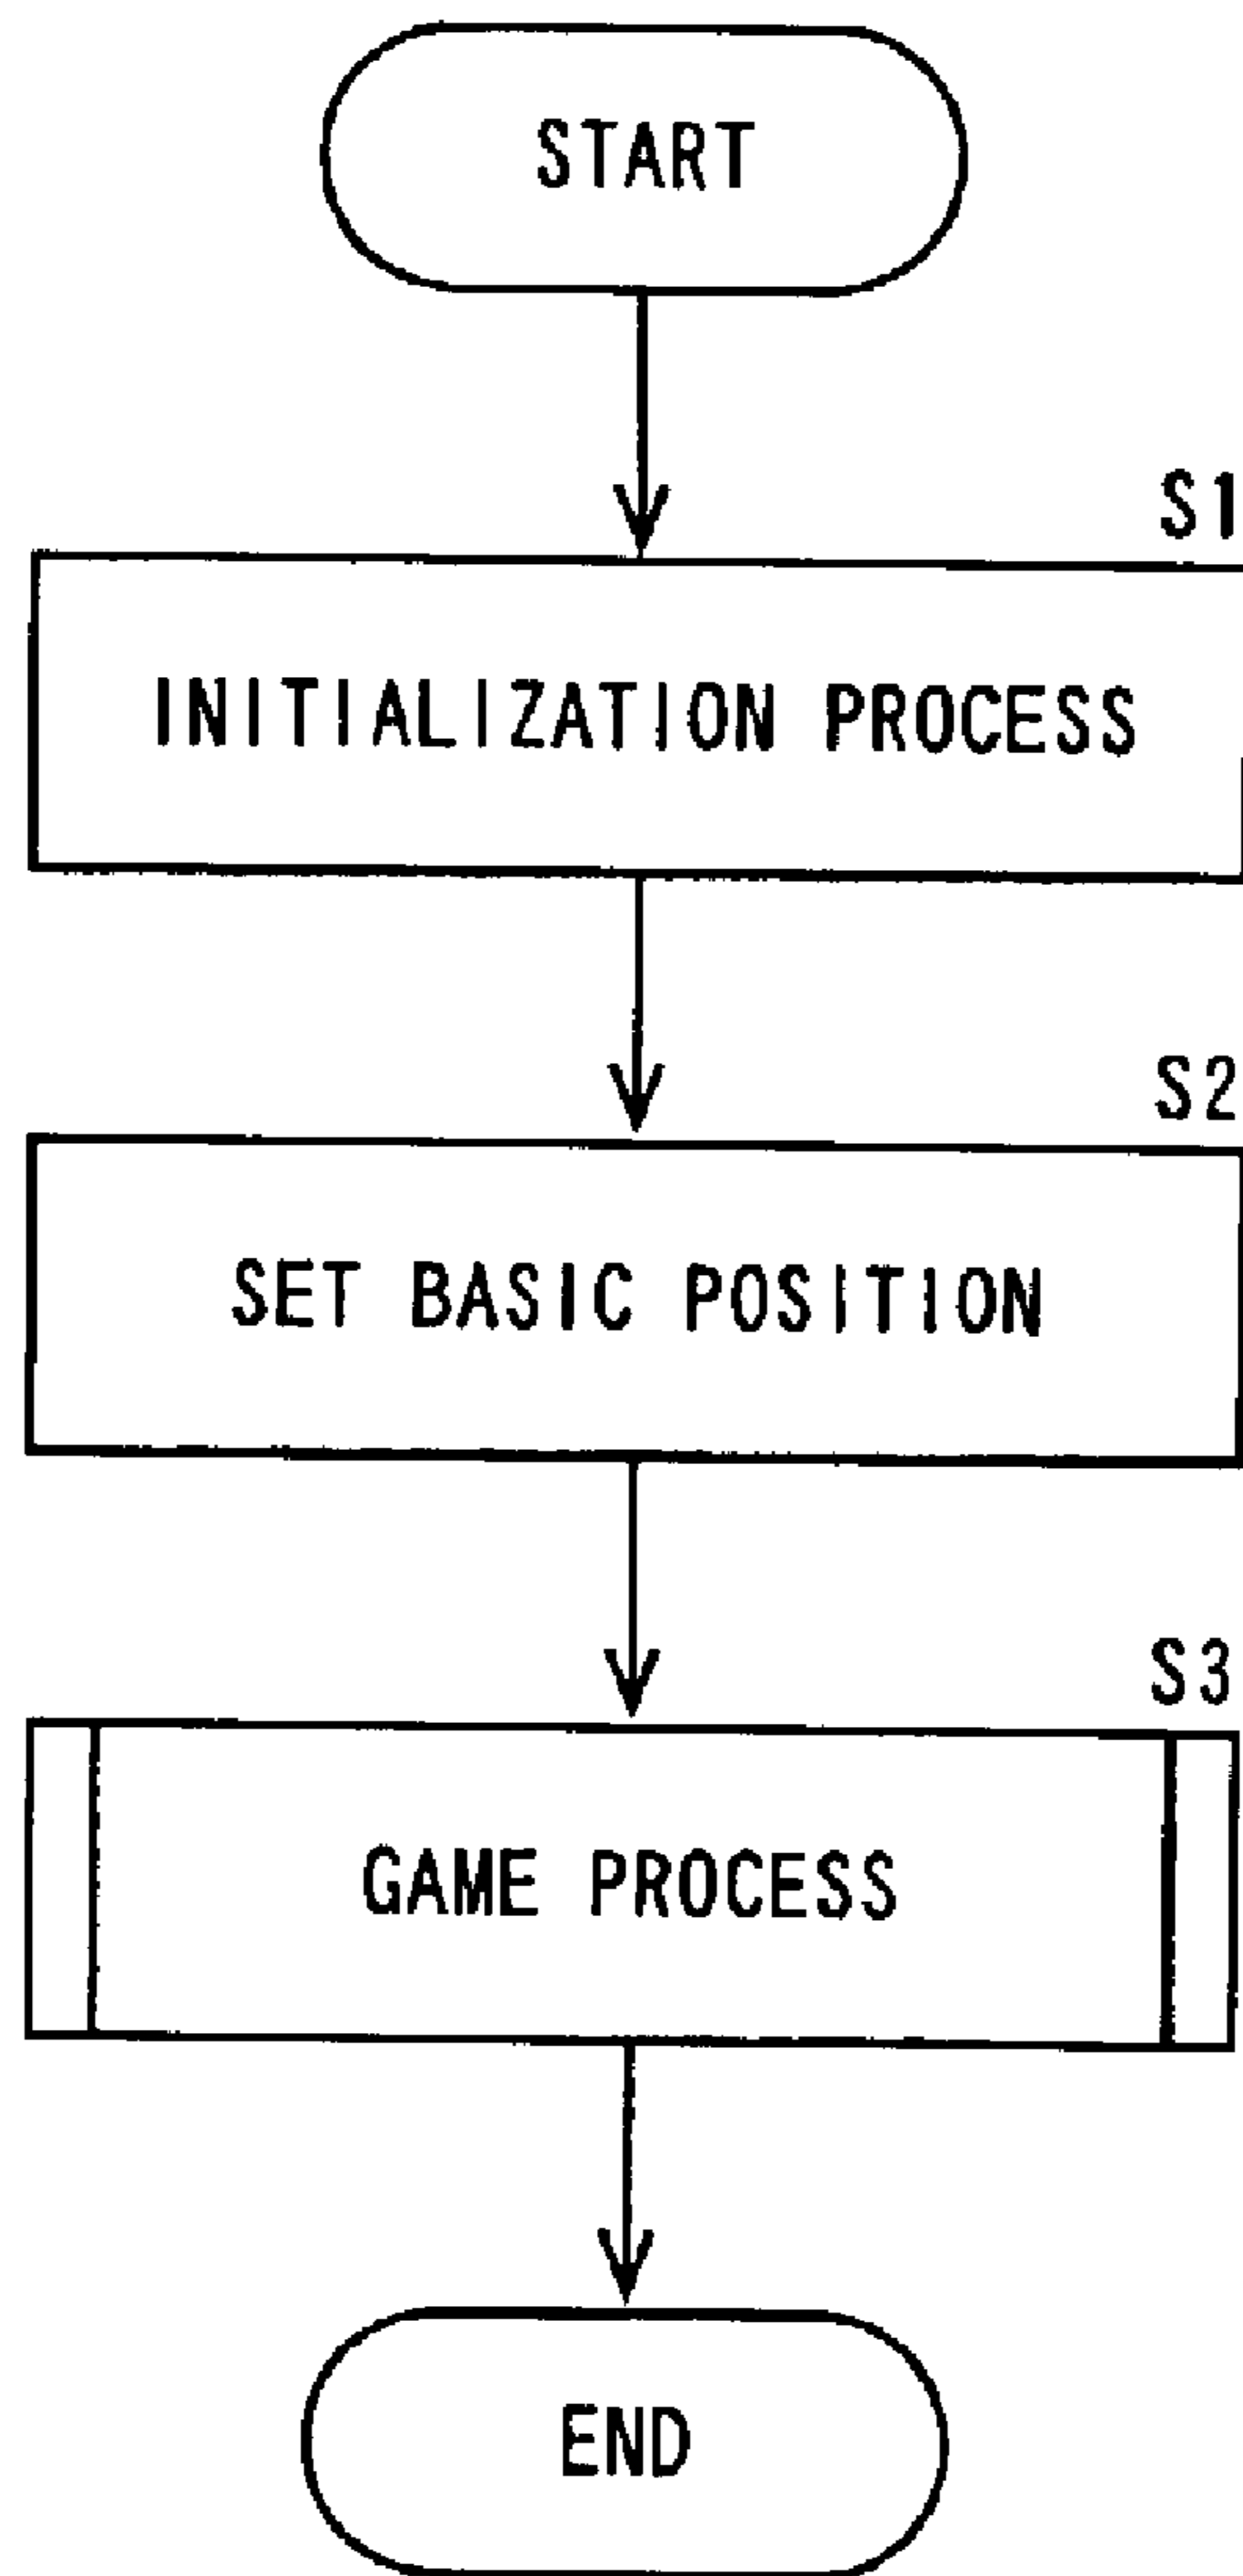 START
S1
INITIALIZATION PROCESS
S2
SET BASIC POSITION
S3
GAME PROCESS
END